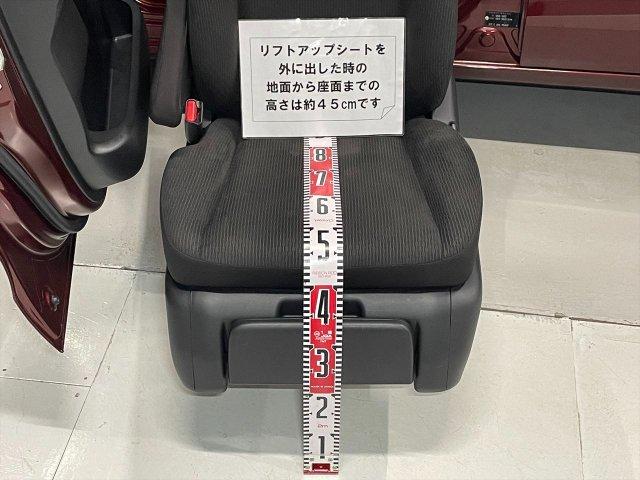 リフトアップシートを
外に出した時の
地面から座面までの
高さは約45cmです
8
7
6
5
4
3
2
2m
1